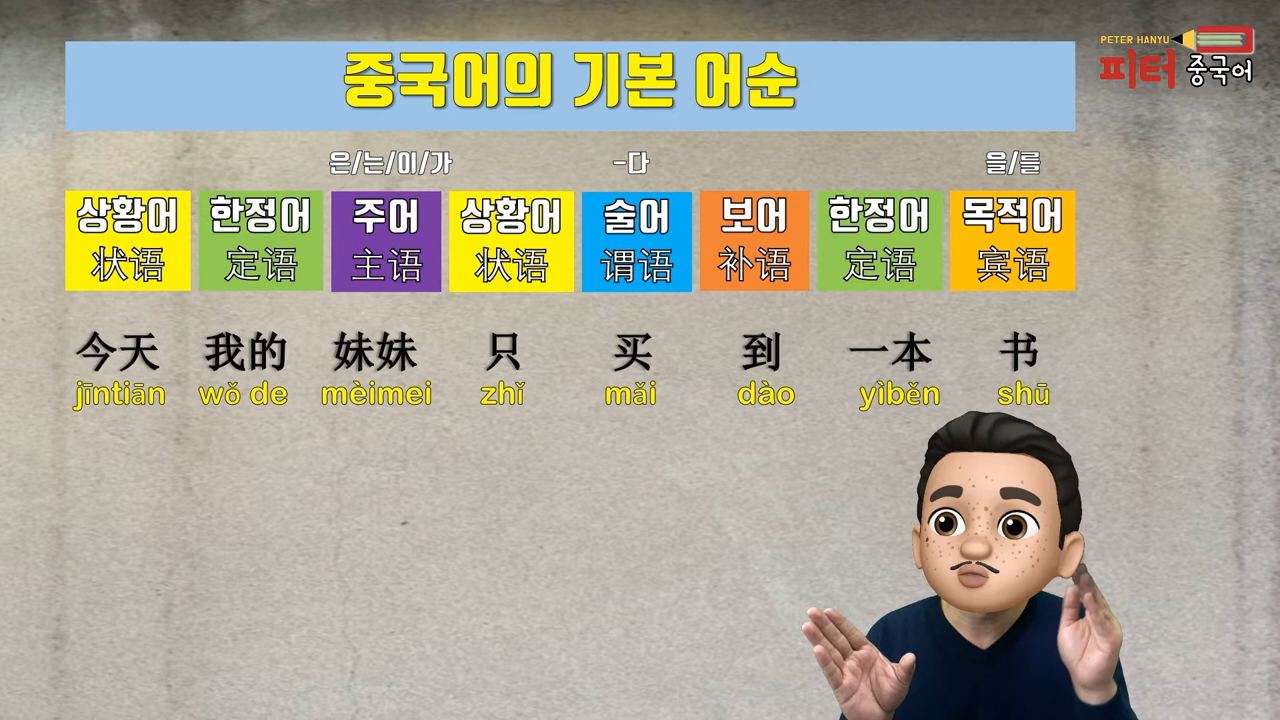 중국어의 기본 어순
PETER HANYU
피터 중국어
은/는/이/가 -다 을/를
상황어 한정어 주어 상황어 술어 보어 한정어 목적어
状语 定语 主语 状语 谓语 补语 定语 宾语
今天 我的 妹妹 只 买 到 一本 书
jīntiān wǒ de mèimei zhǐ mǎi dào yìběn shū